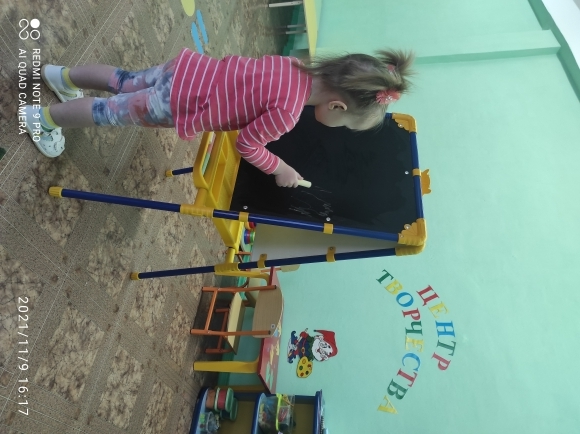 ЦЕНТР
ТВОРЧЕСТВА
REDMI NOTE 9 PRO
AI QUAD CAMERA
2021/11/9 16:17